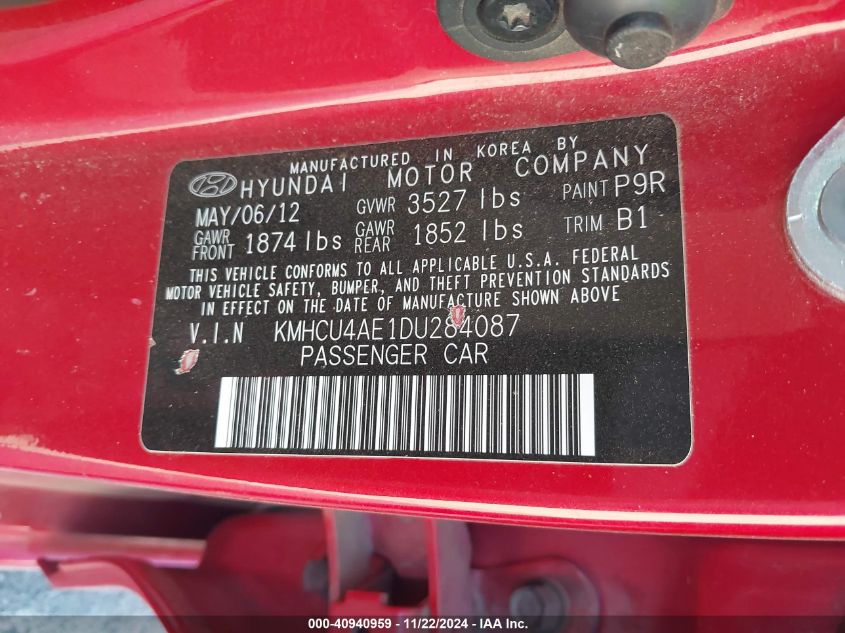 MANUFACTURED IN KOREA BY
HYUNDAI MOTOR COMPANY
MAY/06/12 GVWR 3527 lbs PAINT P9R
GAWR FRONT 1874 lbs GAWR REAR 1852 lbs TRIM B1
THIS VEHICLE CONFORMS TO ALL APPLICABLE U.S.A. FEDERAL
MOTOR VEHICLE SAFETY, BUMPER, AND THEFT PREVENTION STANDARDS
IN EFFECT ON THE DATE OF MANUFACTURE SHOWN ABOVE
V.I.N KMHCU4AE1DU284087
PASSENGER CAR
000-40940959 - 11/22/2024 - IAAI.com